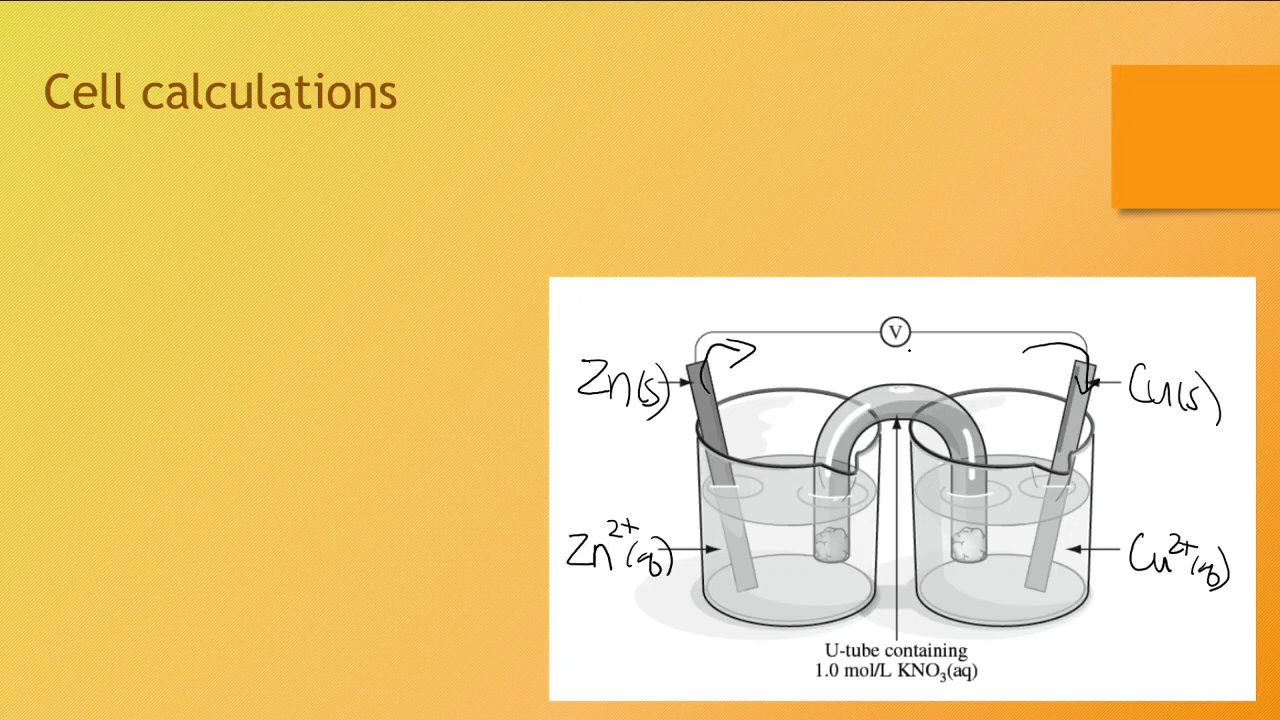 Cell calculations
V
Zn(s)
Cu(s)
Zn²⁺(aq)
Cu²⁺(aq)
U-tube containing
1.0 mol/L KNO₃(aq)